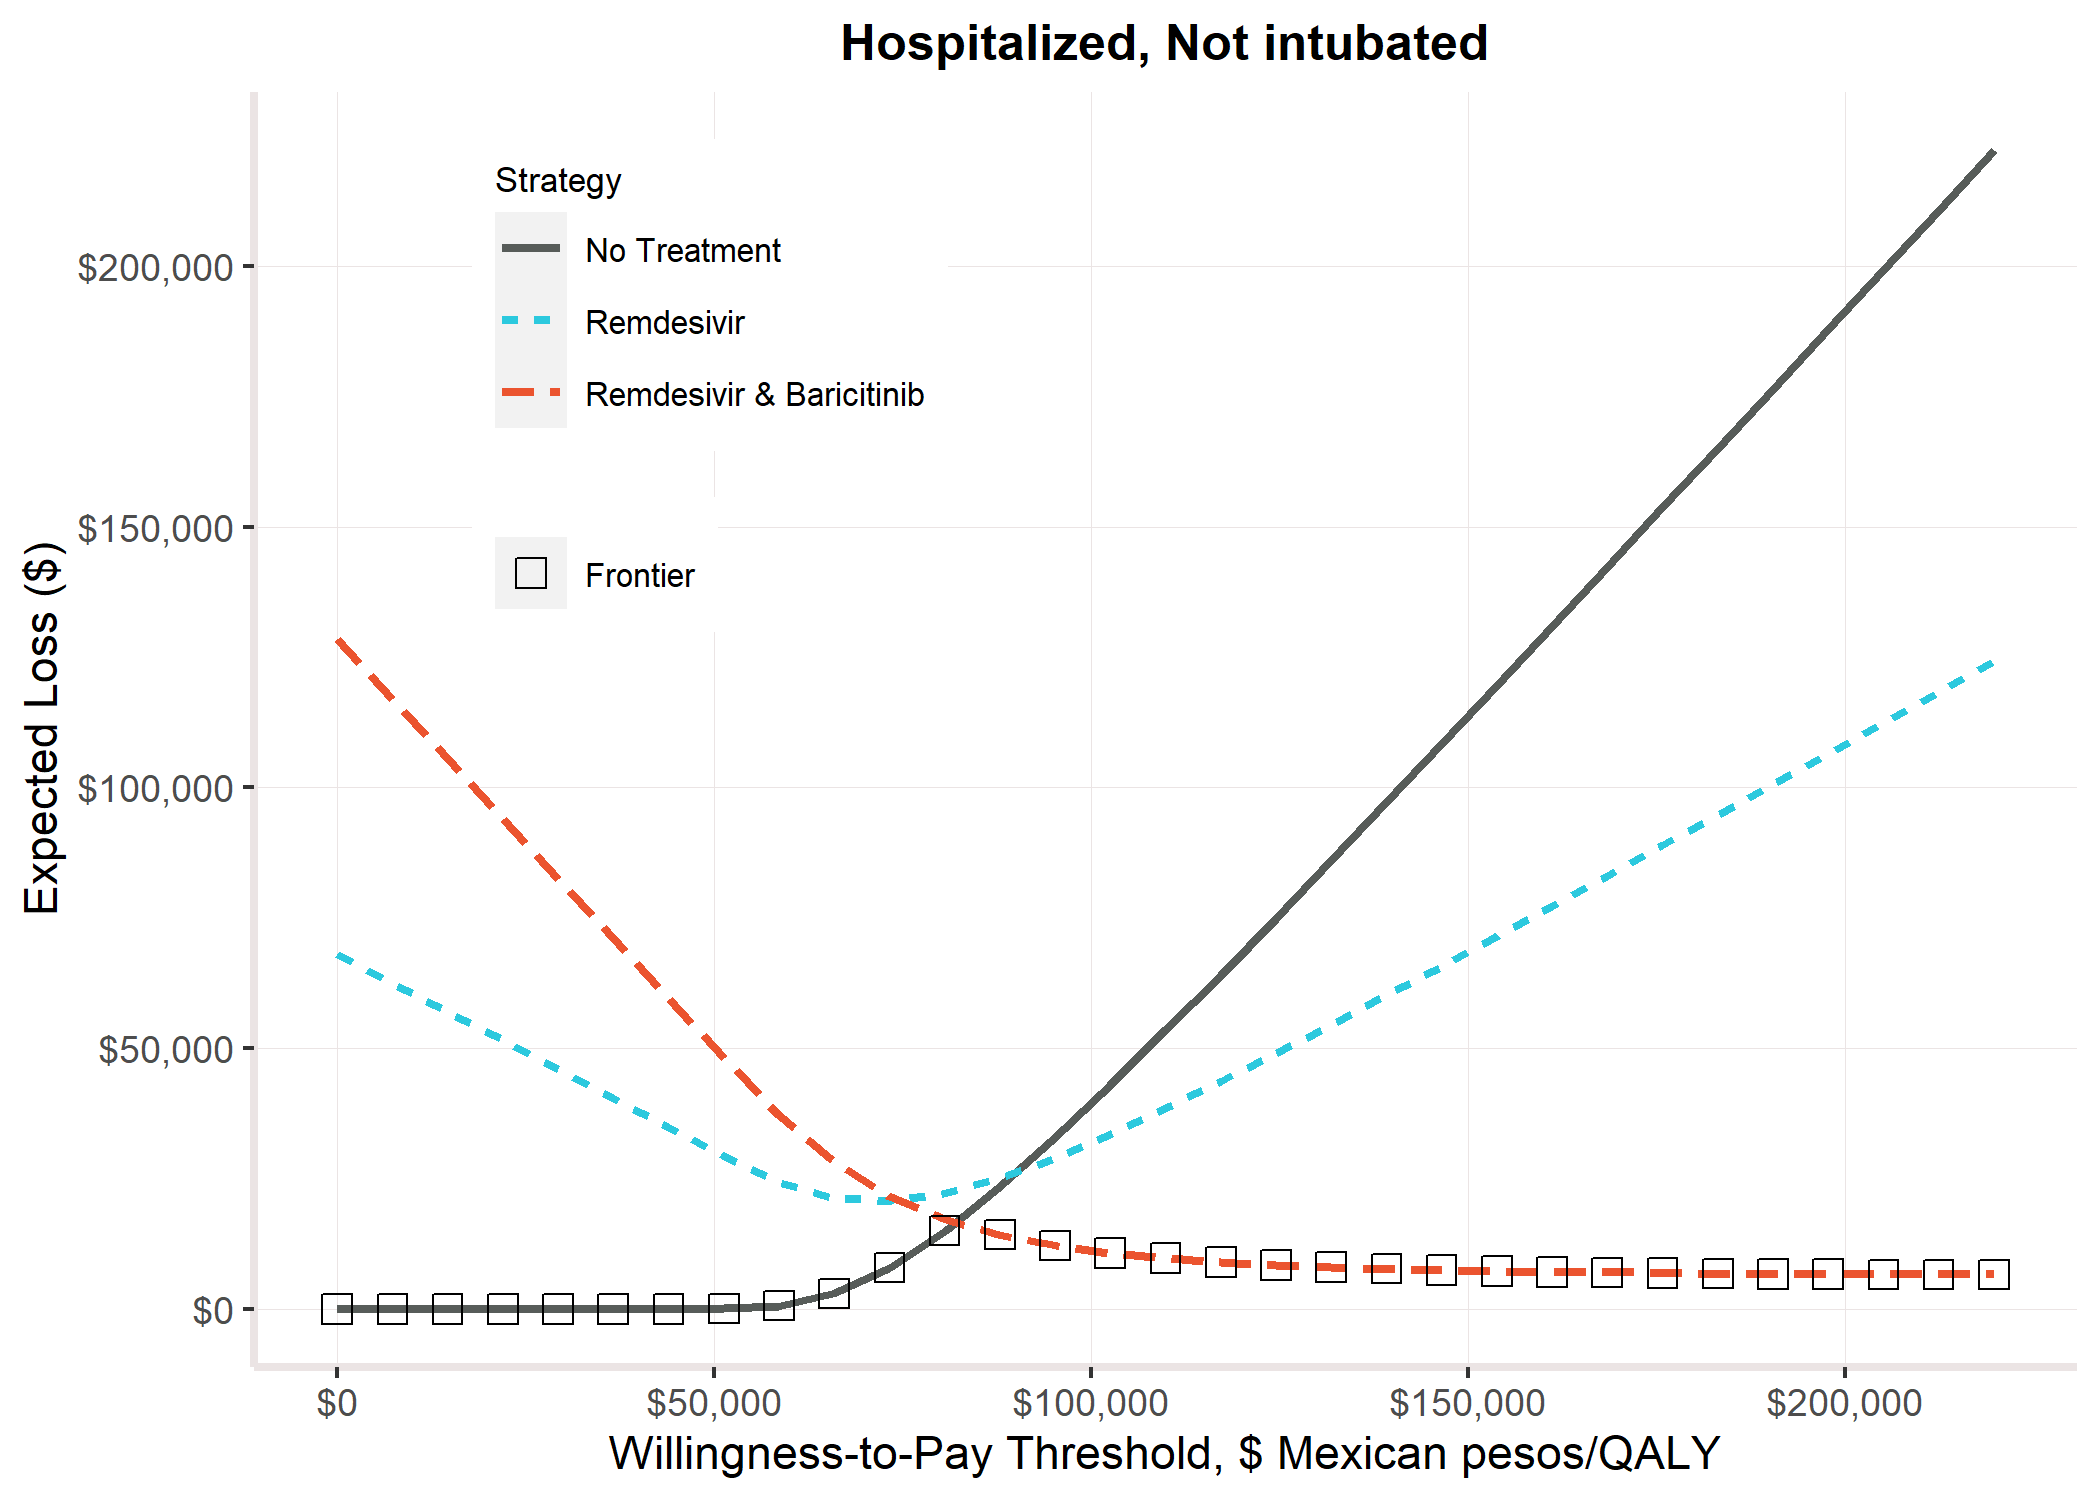 Hospitalized, Not intubated
Strategy
No Treatment
Remdesivir
Remdesivir & Baricitinib
Frontier
Expected Loss ($)
$200,000
$150,000
$100,000
$50,000
$0
$0 $50,000 $100,000 $150,000 $200,000
Willingness-to-Pay Threshold, $ Mexican pesos/QALY